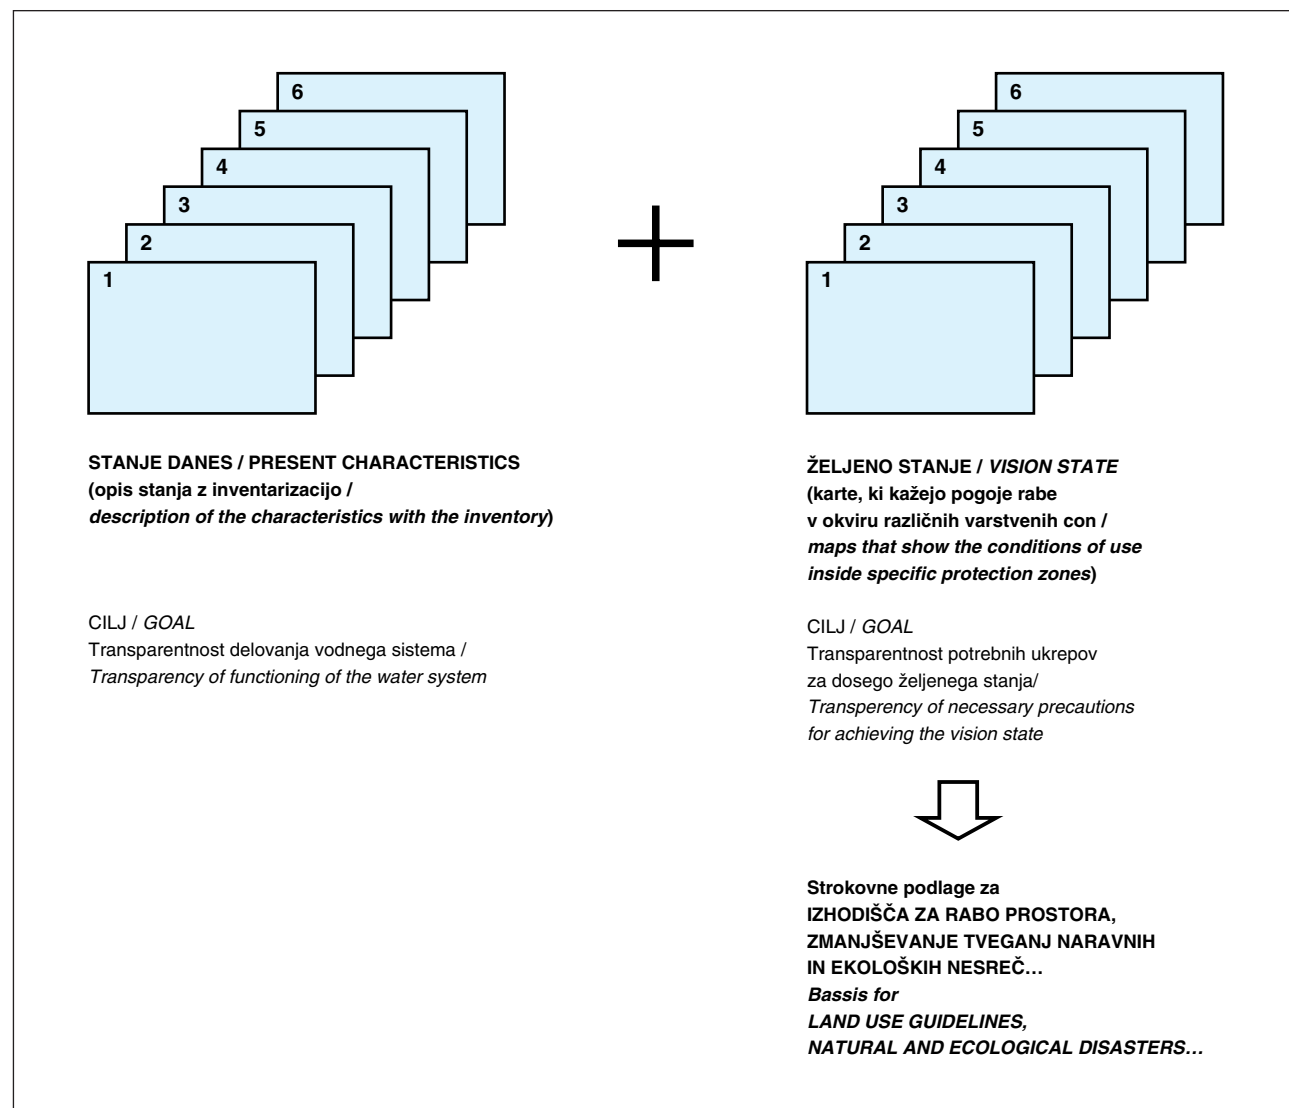 6
5
4
3
2
1
6
5
4
3
2
1
STANJE DANES / PRESENT CHARACTERISTICS
(opis stanja z inventarizacijo /
description of the characteristics with the inventory)
CILJ / GOAL
Transparentnost delovanja vodnega sistema /
Transparency of functioning of the water system
ŽELJENO STANJE / VISION STATE
(karte, ki kažejo pogoje rabe
v okviru različnih varstvenih con /
maps that show the conditions of use
inside specific protection zones)
CILJ / GOAL
Transparentnost potrebnih ukrepov
za dosego željenega stanja/
Transperency of necessary precautions
for achieving the vision state
Strokovne podlage za
IZHODIŠČA ZA RABO PROSTORA,
ZMANJŠEVANJE TVEGANJ NARAVNIH
IN EKOLOŠKIH NESREČ…
Bassis for
LAND USE GUIDELINES,
NATURAL AND ECOLOGICAL DISASTERS…